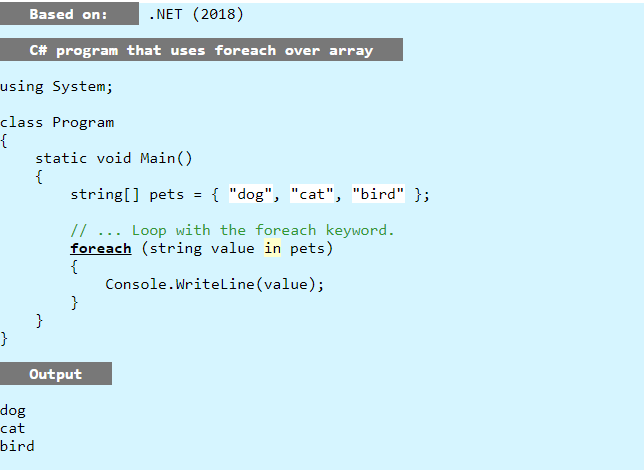 Based on: .NET (2018)
C# program that uses foreach over array
using System;
class Program
{
    static void Main()
    {
        string[] pets = { "dog", "cat", "bird" };
        // ... Loop with the foreach keyword.
        foreach (string value in pets)
        {
            Console.WriteLine(value);
        }
    }
}
Output
dog
cat
bird